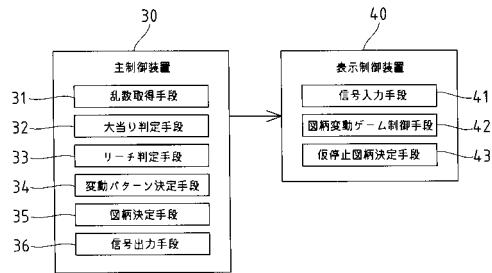 30
主制御装置
31
乱数取得手段
32
大当り判定手段
33
リーチ判定手段
34
変動パターン決定手段
35
図柄決定手段
36
信号出力手段
40
表示制御装置
信号入力手段
41
図柄変動ゲーム制御手段
42
仮停止図柄決定手段
43